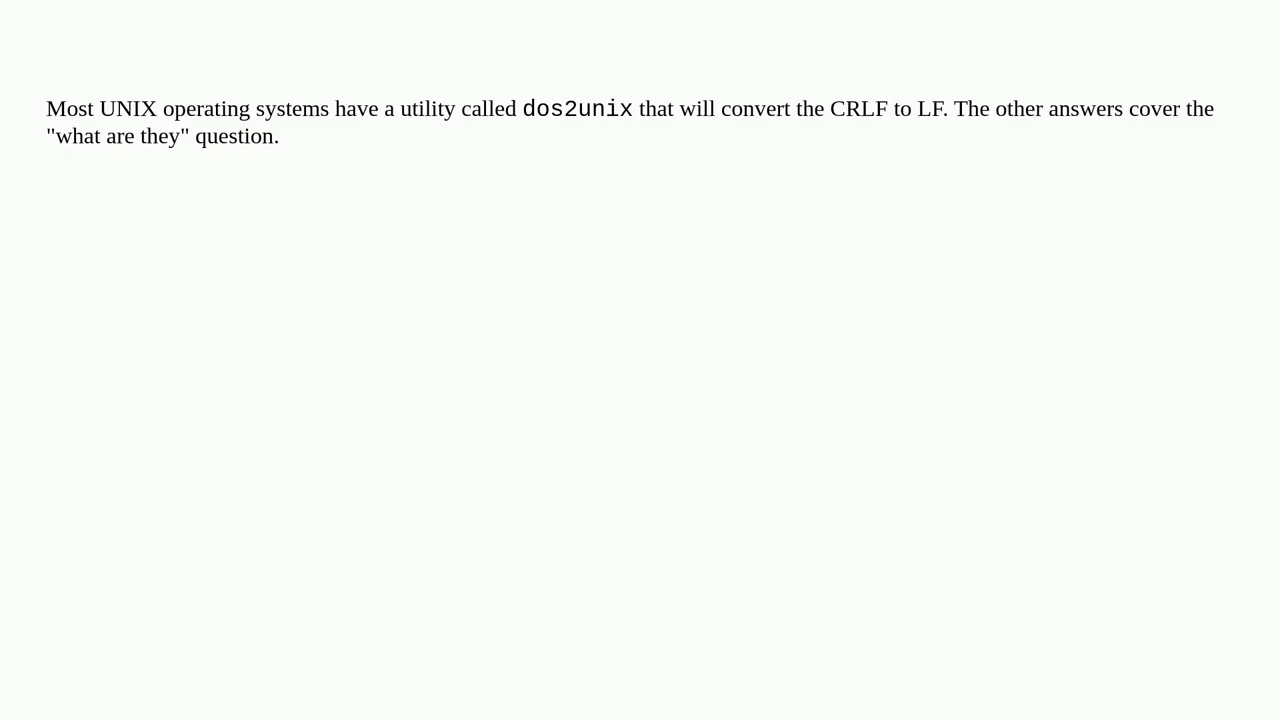 Most UNIX operating systems have a utility called dos2unix that will convert the CRLF to LF. The other answers cover the
"what are they" question.